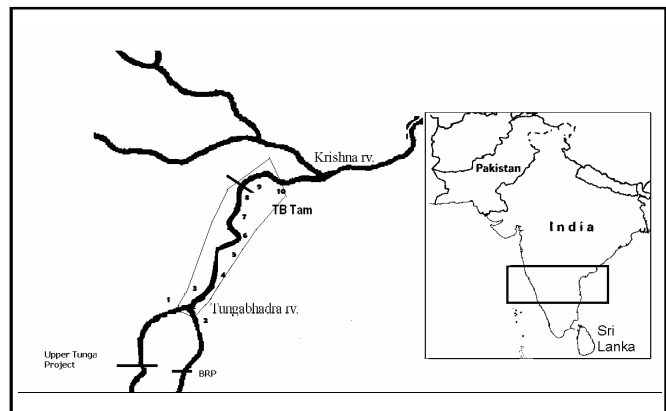 Krishna rv.
9
10
8
TB Tam
7
6
5
4
3
1
Tungabhadra rv.
2
Upper Tunga
Project
BRP
Pakistan
India
Sri
Lanka